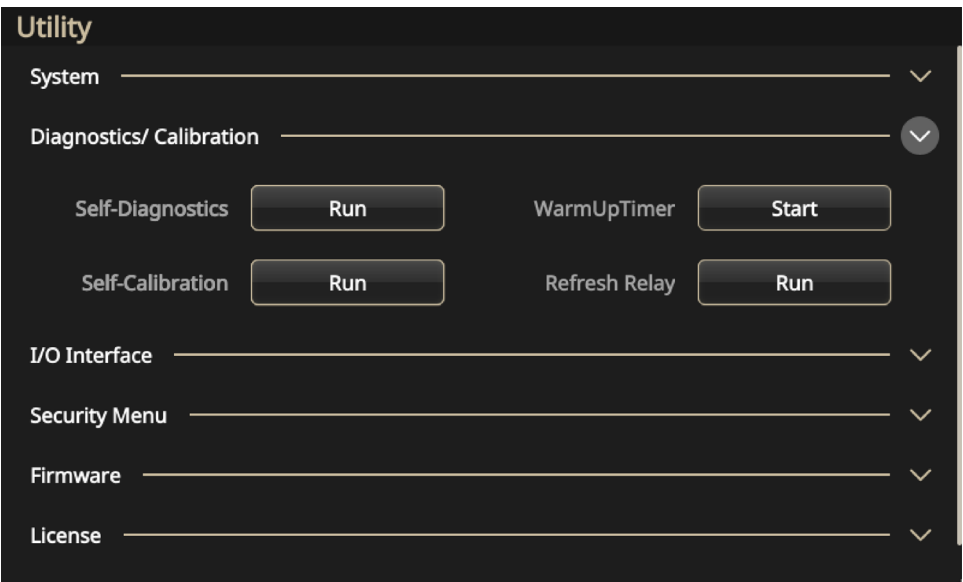 Utility
System
Diagnostics/ Calibration
Self-Diagnostics Run WarmUpTimer Start
Self-Calibration Run Refresh Relay Run
I/O Interface
Security Menu
Firmware
License